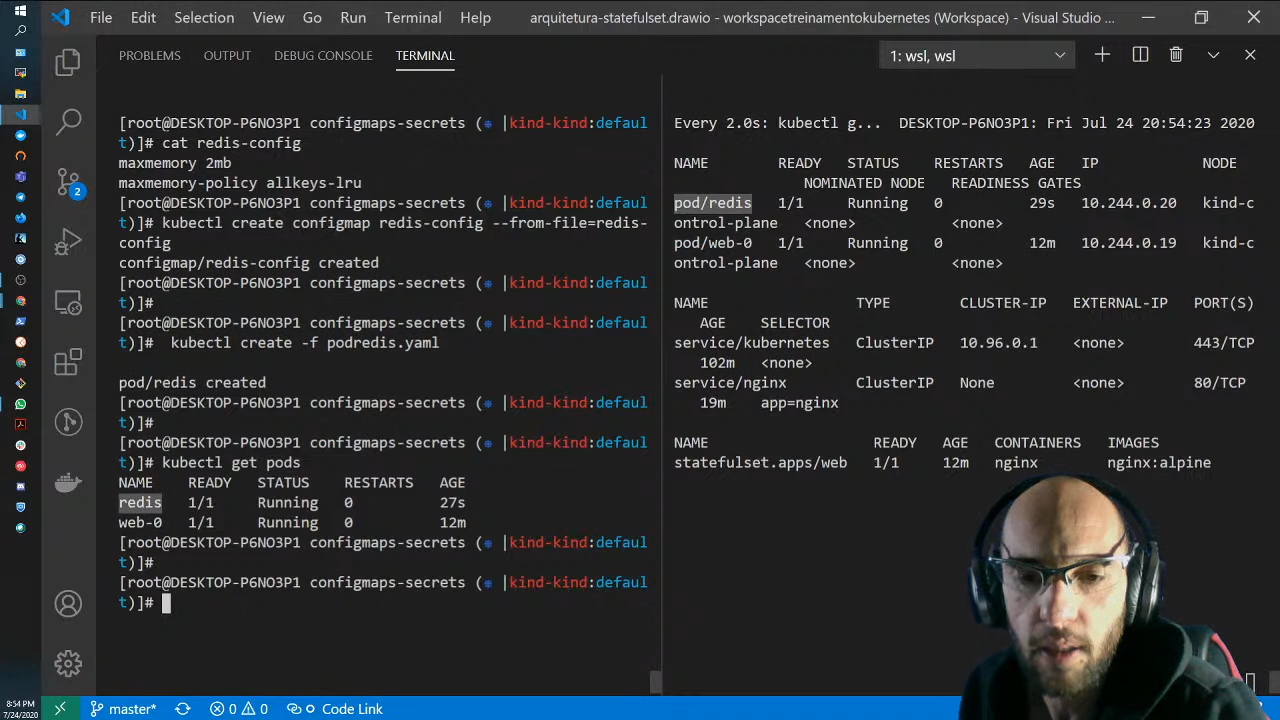 File Edit Selection View Go Run Terminal Help
arquitetura-statefulset.drawio - workspacetreinamentokubernetes (Workspace) - Visual Studio ...
PROBLEMS OUTPUT DEBUG CONSOLE TERMINAL
1: wsl, wsl
[root@DESKTOP-P6NO3P1 configmaps-secrets (⎈ |kind-kind:defaul
t)]# cat redis-config
maxmemory 2mb
maxmemory-policy allkeys-lru
[root@DESKTOP-P6NO3P1 configmaps-secrets (⎈ |kind-kind:defaul
t)]# kubectl create configmap redis-config --from-file=redis-
config
configmap/redis-config created
[root@DESKTOP-P6NO3P1 configmaps-secrets (⎈ |kind-kind:defaul
t)]#
[root@DESKTOP-P6NO3P1 configmaps-secrets (⎈ |kind-kind:defaul
t)]#  kubectl create -f podredis.yaml
pod/redis created
[root@DESKTOP-P6NO3P1 configmaps-secrets (⎈ |kind-kind:defaul
t)]#
[root@DESKTOP-P6NO3P1 configmaps-secrets (⎈ |kind-kind:defaul
t)]# kubectl get pods
NAME READY STATUS RESTARTS AGE
redis 1/1 Running 0 27s
web-0 1/1 Running 0 12m
[root@DESKTOP-P6NO3P1 configmaps-secrets (⎈ |kind-kind:defaul
t)]#
[root@DESKTOP-P6NO3P1 configmaps-secrets (⎈ |kind-kind:defaul
t)]#
Every 2.0s: kubectl g... DESKTOP-P6NO3P1: Fri Jul 24 20:54:23 2020
NAME READY STATUS RESTARTS AGE IP NODE
NOMINATED NODE READINESS GATES
pod/redis 1/1 Running 0 29s 10.244.0.20 kind-c
ontrol-plane <none> <none>
pod/web-0 1/1 Running 0 12m 10.244.0.19 kind-c
ontrol-plane <none> <none>
NAME TYPE CLUSTER-IP EXTERNAL-IP PORT(S)
AGE SELECTOR
service/kubernetes ClusterIP 10.96.0.1 <none> 443/TCP
102m <none>
service/nginx ClusterIP None <none> 80/TCP
19m app=nginx
NAME READY AGE CONTAINERS IMAGES
statefulset.apps/web 1/1 12m nginx nginx:alpine
2
8:54 PM
7/24/2020
master* 0 0 Code Link